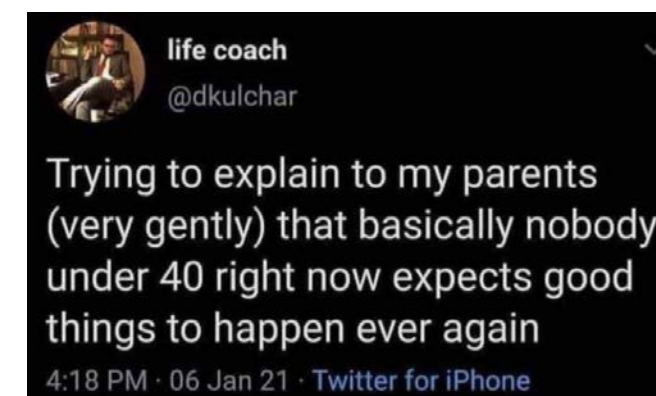 life coach
@dkulchar
Trying to explain to my parents
(very gently) that basically nobody
under 40 right now expects good
things to happen ever again
4:18 PM · 06 Jan 21 · Twitter for iPhone